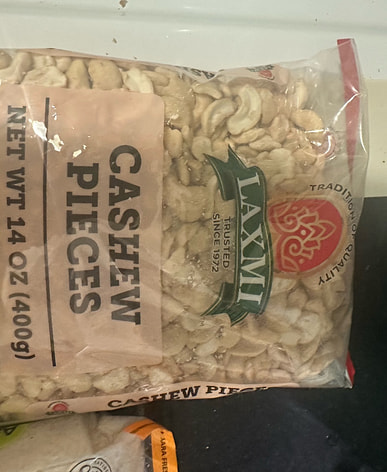 TRADITION OF QUALITY
LAXMI
TRUSTED
SINCE 1972
CASHEW
PIECES
NET WT 14 OZ (400g)
CASHEW PIECES